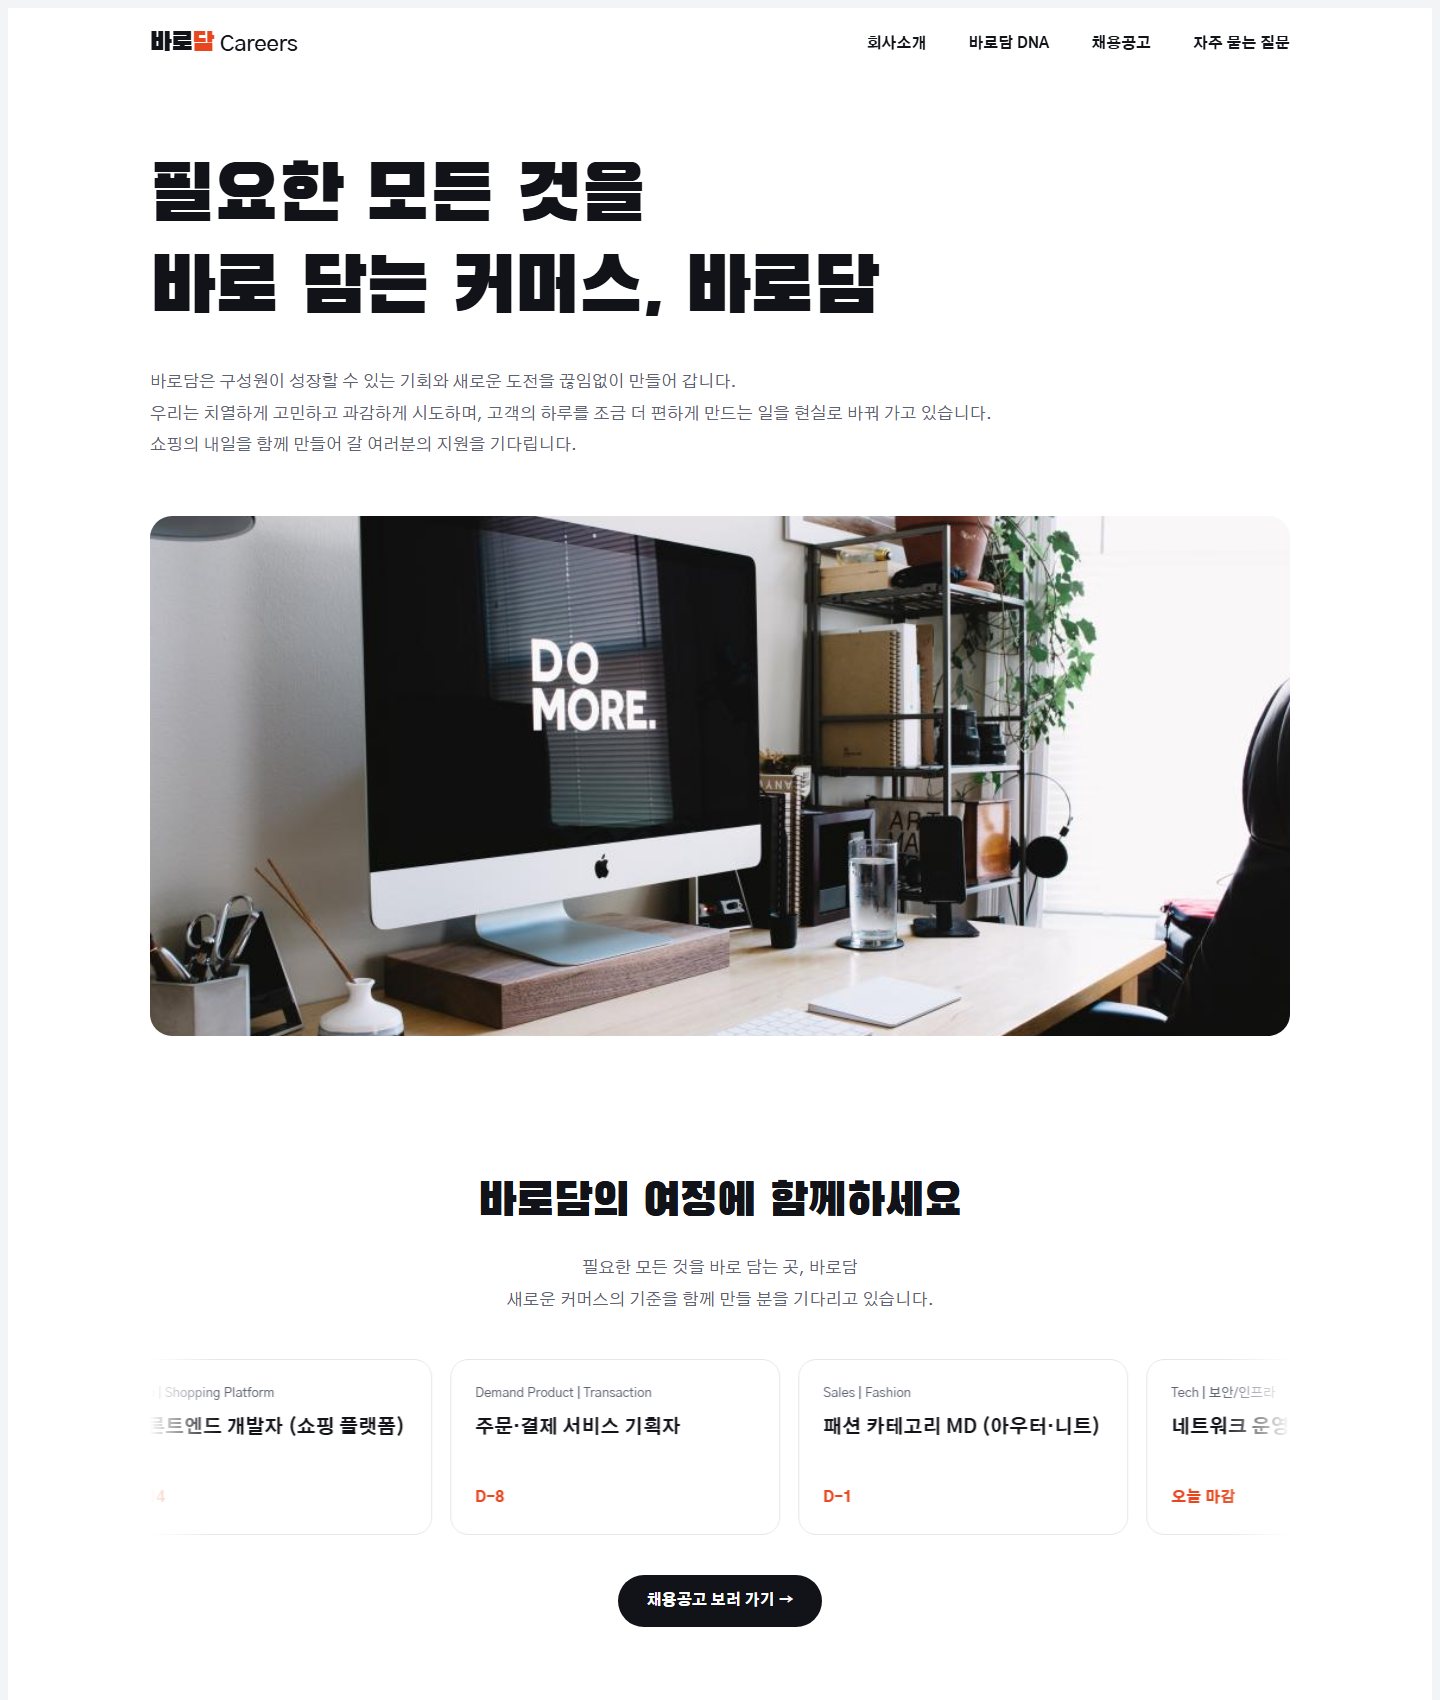 바로담 Careers
회사소개
바로담 DNA
채용공고
자주 묻는 질문
필요한 모든 것을
바로 담는 커머스, 바로담
바로담은 구성원이 성장할 수 있는 기회와 새로운 도전을 끊임없이 만들어 갑니다.
우리는 치열하게 고민하고 과감하게 시도하며, 고객의 하루를 조금 더 편하게 만드는 일을 현실로 바꿔 가고 있습니다.
쇼핑의 내일을 함께 만들어 갈 여러분의 지원을 기다립니다.
DO
MORE.
바로담의 여정에 함께하세요
필요한 모든 것을 바로 담는 곳, 바로담
새로운 커머스의 기준을 함께 만들 분을 기다리고 있습니다.
| Shopping Platform
개발자 (쇼핑 플랫폼)
4
Demand Product | Transaction
주문·결제 서비스 기획자
D-8
Sales | Fashion
패션 카테고리 MD (아우터·니트)
D-1
Tech | 보안/인프라
네트워크 운영
오늘 마감
채용공고 보러 가기 →